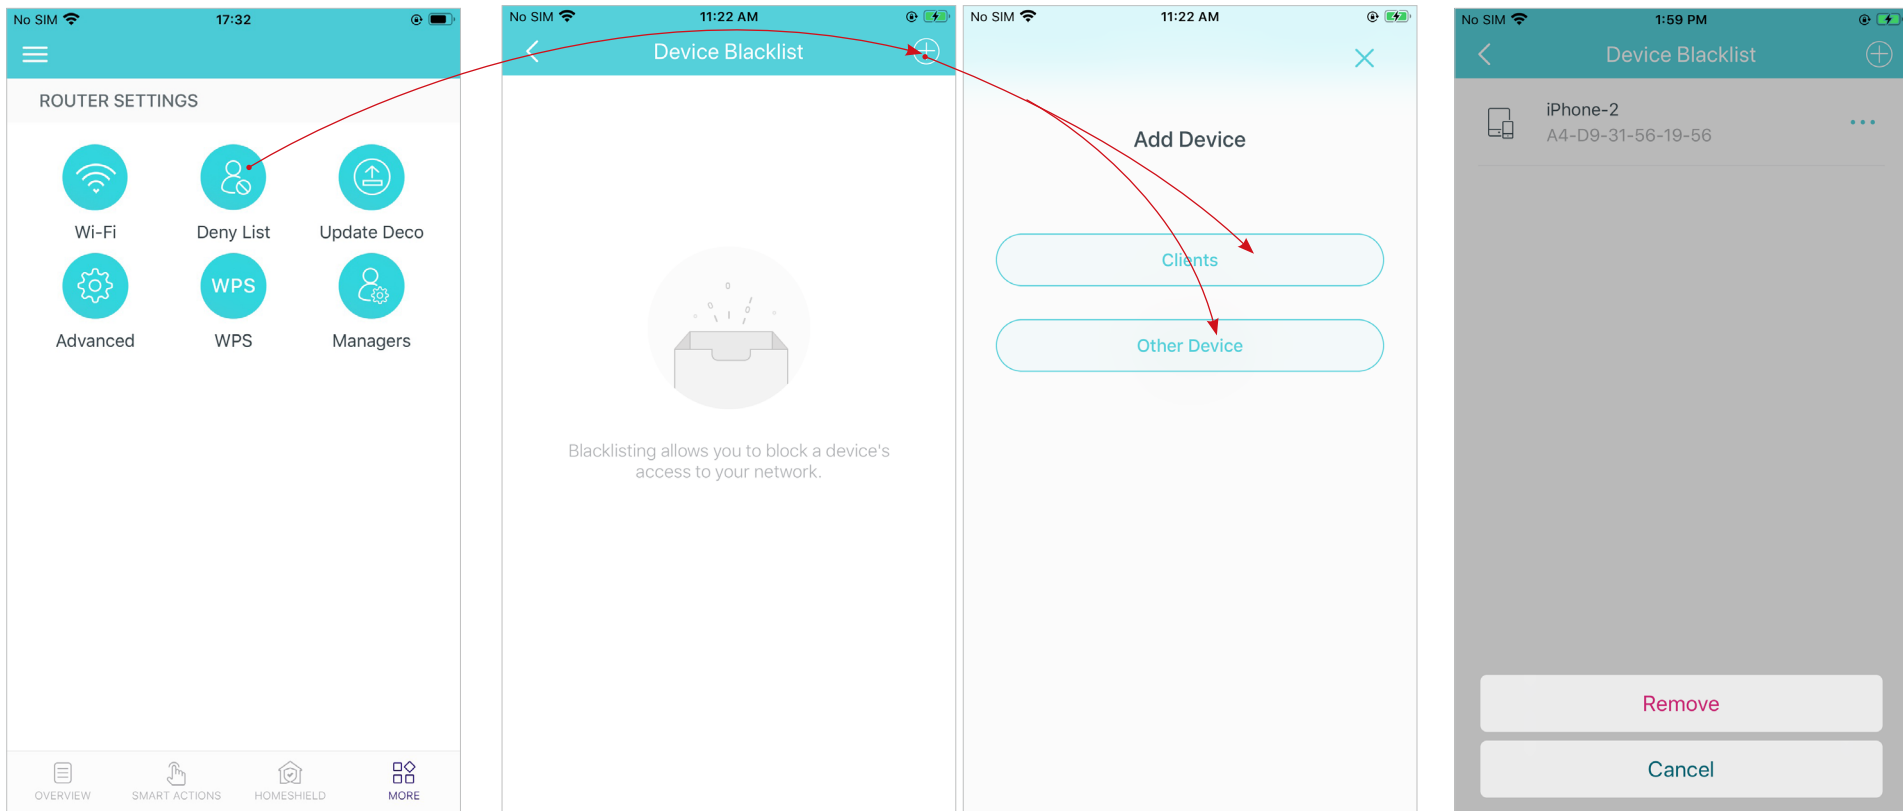 No SIM
17:32
ROUTER SETTINGS
Wi-Fi
Deny List
Update Deco
WPS
Advanced
WPS
Managers
OVERVIEW
SMART ACTIONS
HOMESHIELD
MORE
No SIM
11:22 AM
Device Blacklist
Blacklisting allows you to block a device's
access to your network.
No SIM
11:22 AM
Add Device
Clients
Other Device
No SIM
1:59 PM
Device Blacklist
iPhone-2
A4-D9-31-56-19-56
Remove
Cancel